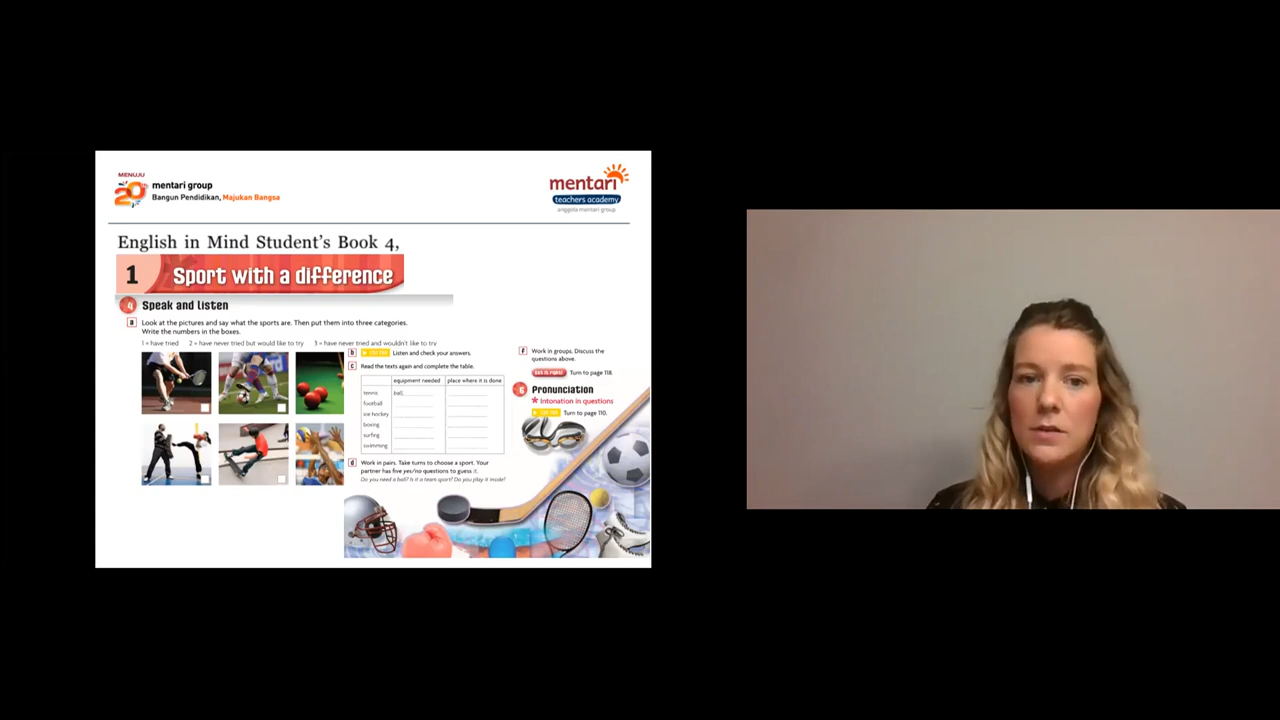 MENUJU
20
mentari group
Bangun Pendidikan, Majukan Bangsa
mentari
teachers academy
anggota mentari group
English in Mind Student's Book 4,
1 Sport with a difference
4 Speak and listen
a Look at the pictures and say what the sports are. Then put them into three categories.
Write the numbers in the boxes.
1 = have tried 2 = have never tried but would like to try 3 = have never tried and wouldn't like to try
b Listen and check your answers.
c Read the texts again and complete the table.
equipment needed place where it is done
tennis ball,
football
ice hockey
boxing
surfing
swimming
d Work in pairs. Take turns to choose a sport. Your
partner has five yes/no questions to guess it.
Do you need a ball? Is it a team sport? Do you play it inside?
f Work in groups. Discuss the
questions above.
Get it right! Turn to page 118.
5 Pronunciation
* Intonation in questions
Turn to page 110.